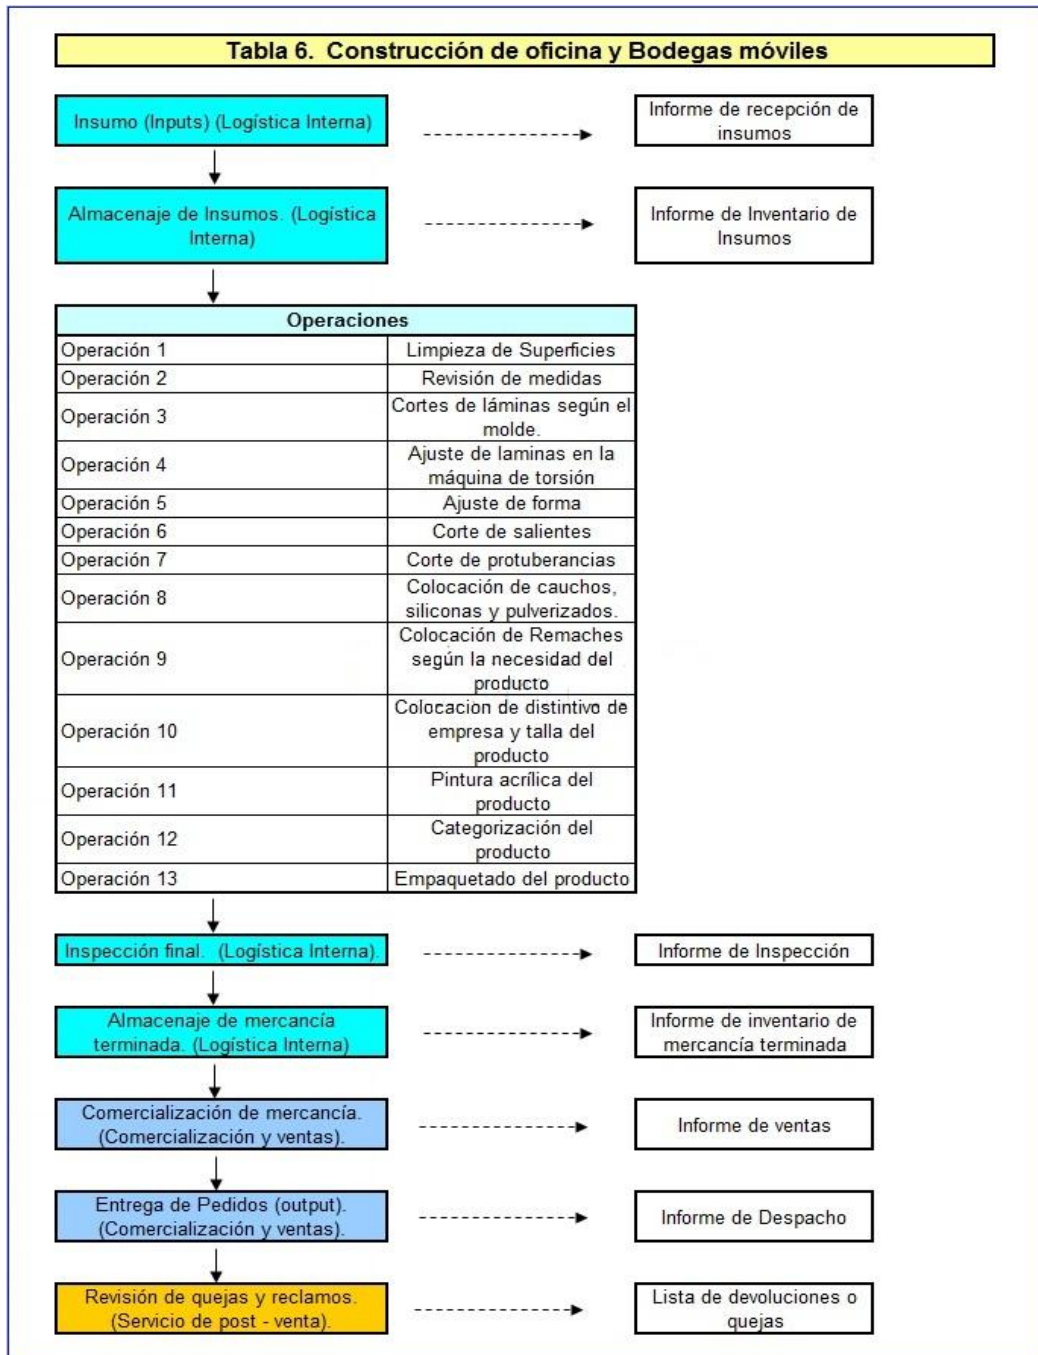 Tabla 6. Construcción de oficina y Bodegas móviles
Insumo (Inputs) (Logística Interna)
Informe de recepción de
insumos
Almacenaje de Insumos. (Logística
Interna)
Informe de Inventario de
Insumos
Operaciones
Operación 1
Limpieza de Superficies
Operación 2
Revisión de medidas
Operación 3
Cortes de láminas según el
molde.
Operación 4
Ajuste de laminas en la
máquina de torsión
Operación 5
Ajuste de forma
Operación 6
Corte de salientes
Operación 7
Corte de protuberancias
Operación 8
Colocación de cauchos,
siliconas y pulverizados.
Operación 9
Colocación de Remaches
según la necesidad del
producto
Operación 10
Colocacion de distintivo de
empresa y talla del
producto
Operación 11
Pintura acrílica del
producto
Operación 12
Categorización del
producto
Operación 13
Empaquetado del producto
Inspección final. (Logística Interna).
Informe de Inspección
Almacenaje de mercancía
terminada. (Logística Interna)
Informe de inventario de
mercancía terminada
Comercialización de mercancía.
(Comercialización y ventas).
Informe de ventas
Entrega de Pedidos (output).
(Comercialización y ventas).
Informe de Despacho
Revisión de quejas y reclamos.
(Servicio de post - venta).
Lista de devoluciones o
quejas